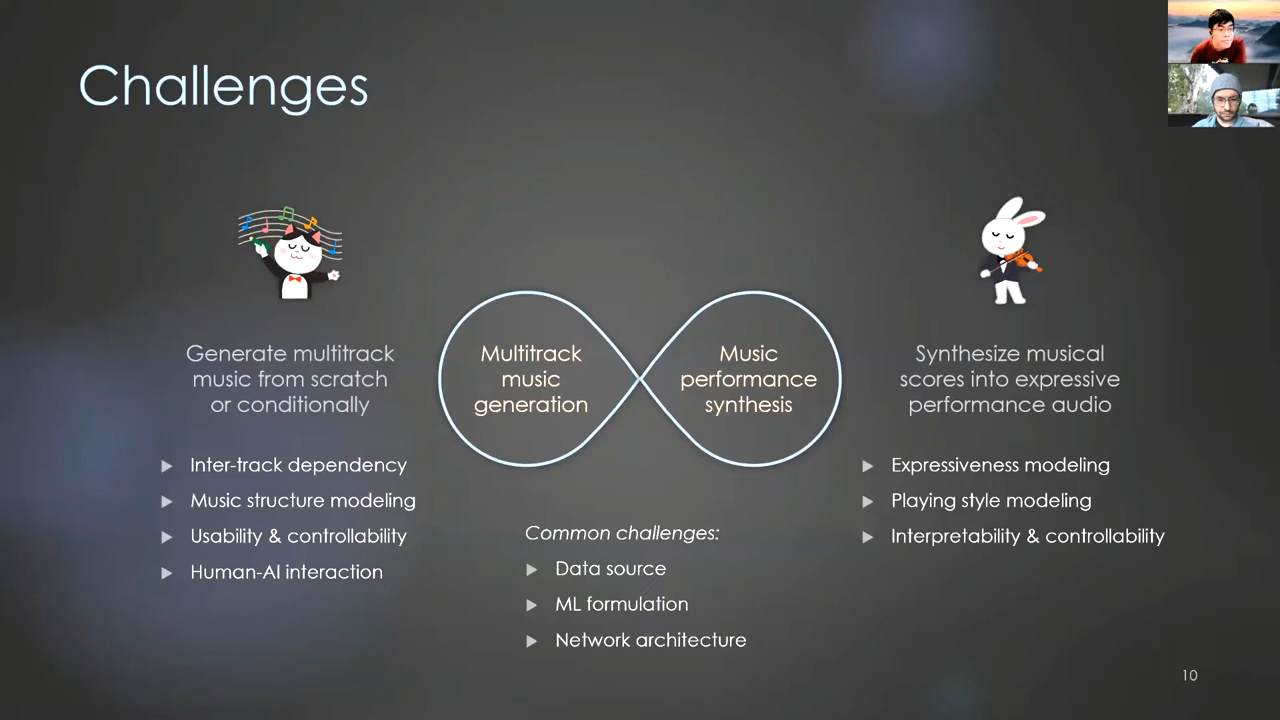 Challenges
Generate multitrack
music from scratch
or conditionally
Inter-track dependency
Music structure modeling
Usability & controllability
Human-AI interaction
Multitrack
music
generation
Music
performance
synthesis
Common challenges:
Data source
ML formulation
Network architecture
Synthesize musical
scores into expressive
performance audio
Expressiveness modeling
Playing style modeling
Interpretability & controllability
10